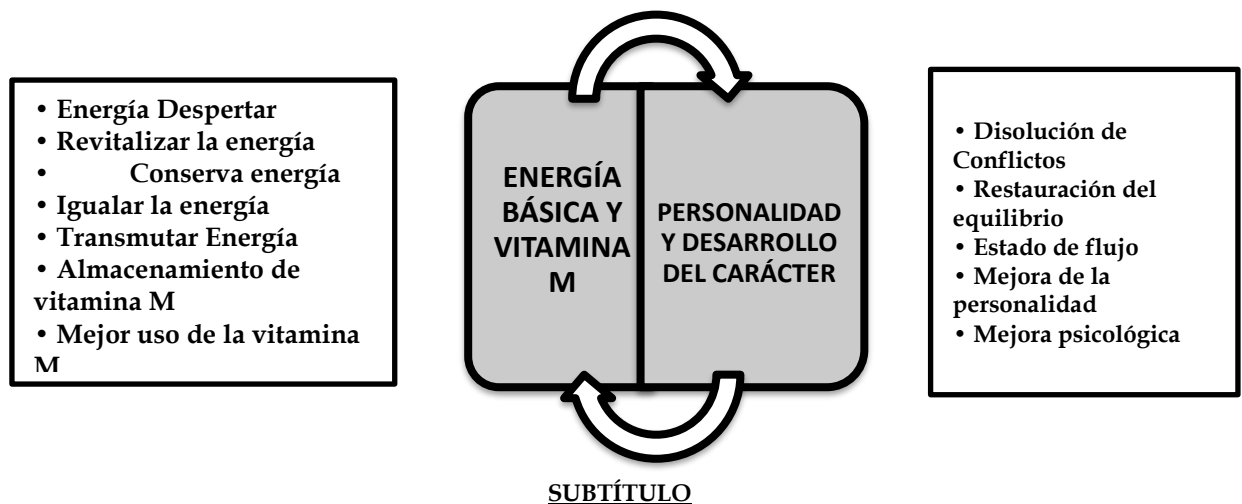 • Energía Despertar
• Revitalizar la energía
• Conserva energía
• Igualar la energía
• Transmutar Energía
• Almacenamiento de
vitamina M
• Mejor uso de la vitamina
M
ENERGÍA
BÁSICA Y
VITAMINA
M
PERSONALIDAD
Y DESARROLLO
DEL CARÁCTER
• Disolución de
Conflictos
• Restauración del
equilibrio
• Estado de flujo
• Mejora de la
personalidad
• Mejora psicológica
SUBTÍTULO